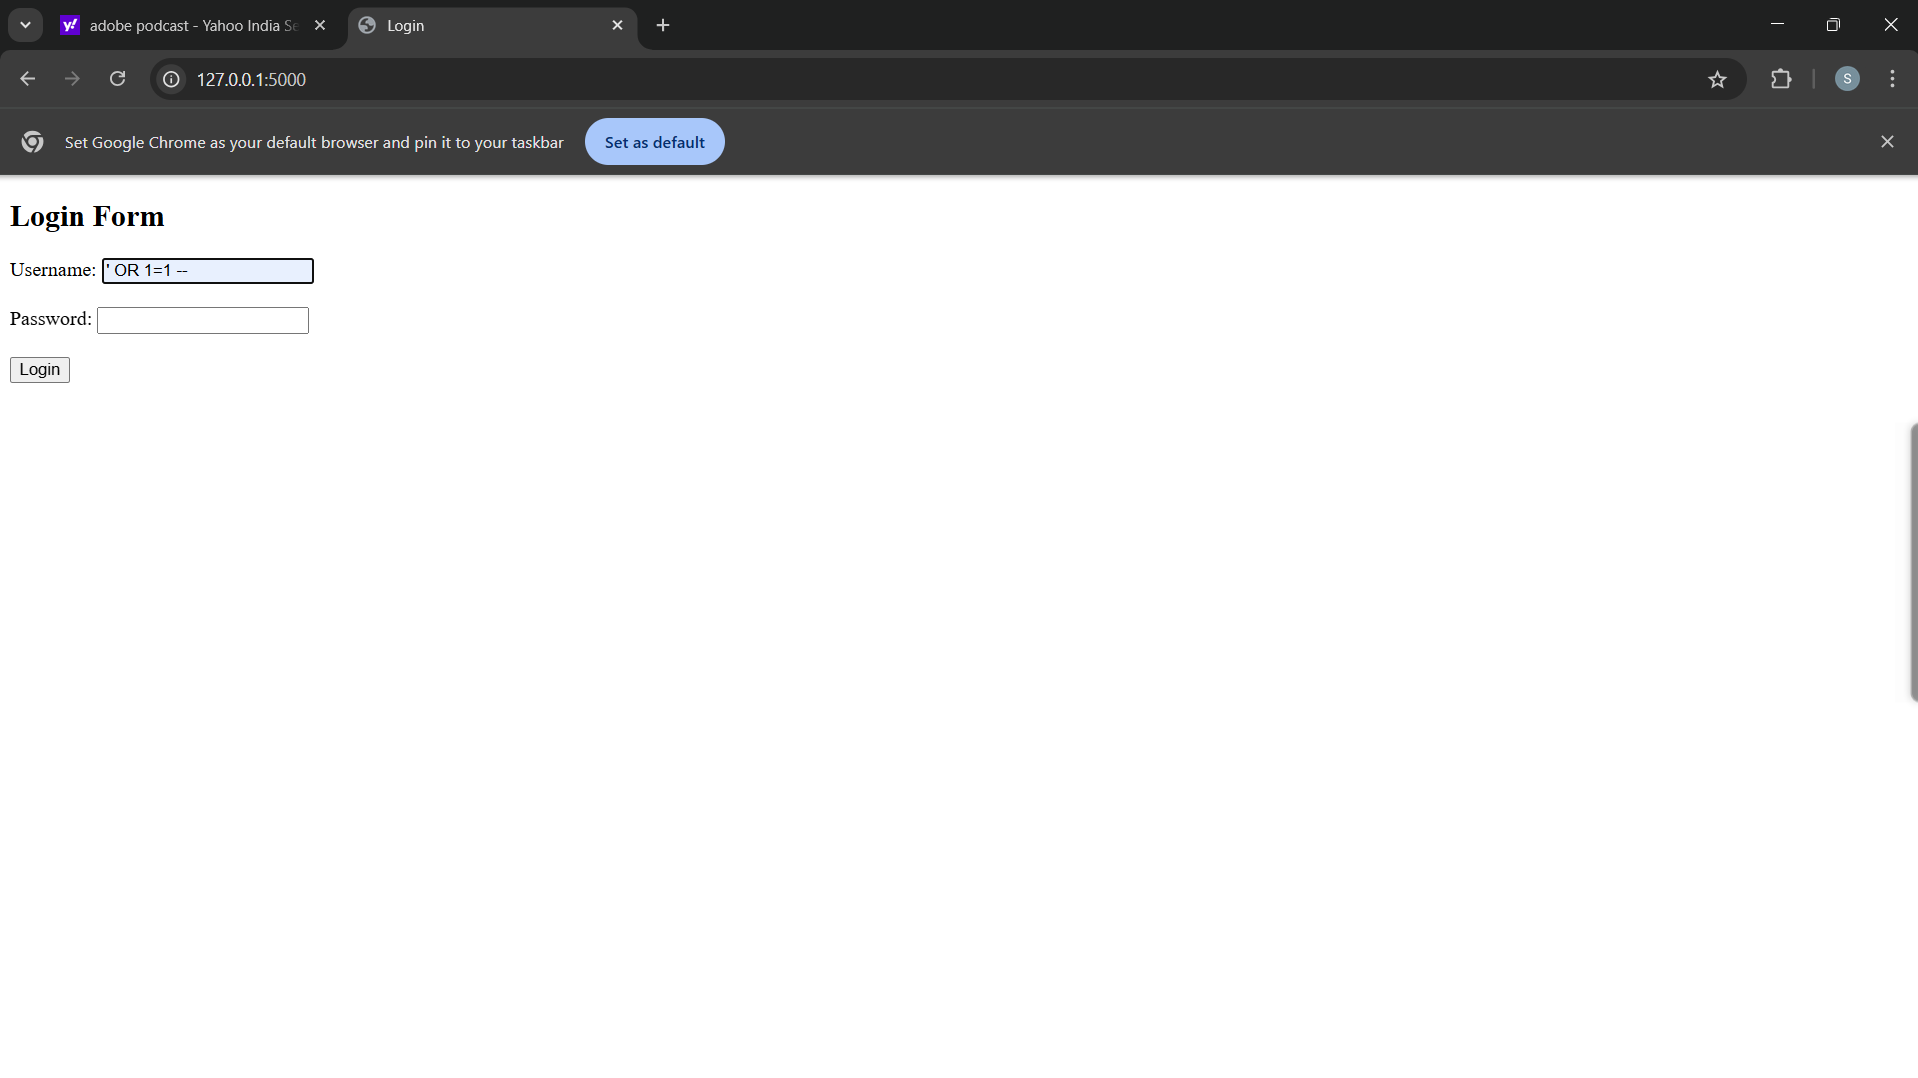 adobe podcast - Yahoo India Se
Login
127.0.0.1:5000
S
Set Google Chrome as your default browser and pin it to your taskbar
Set as default
Login Form
Username: ' OR 1=1 --
Password:
Login